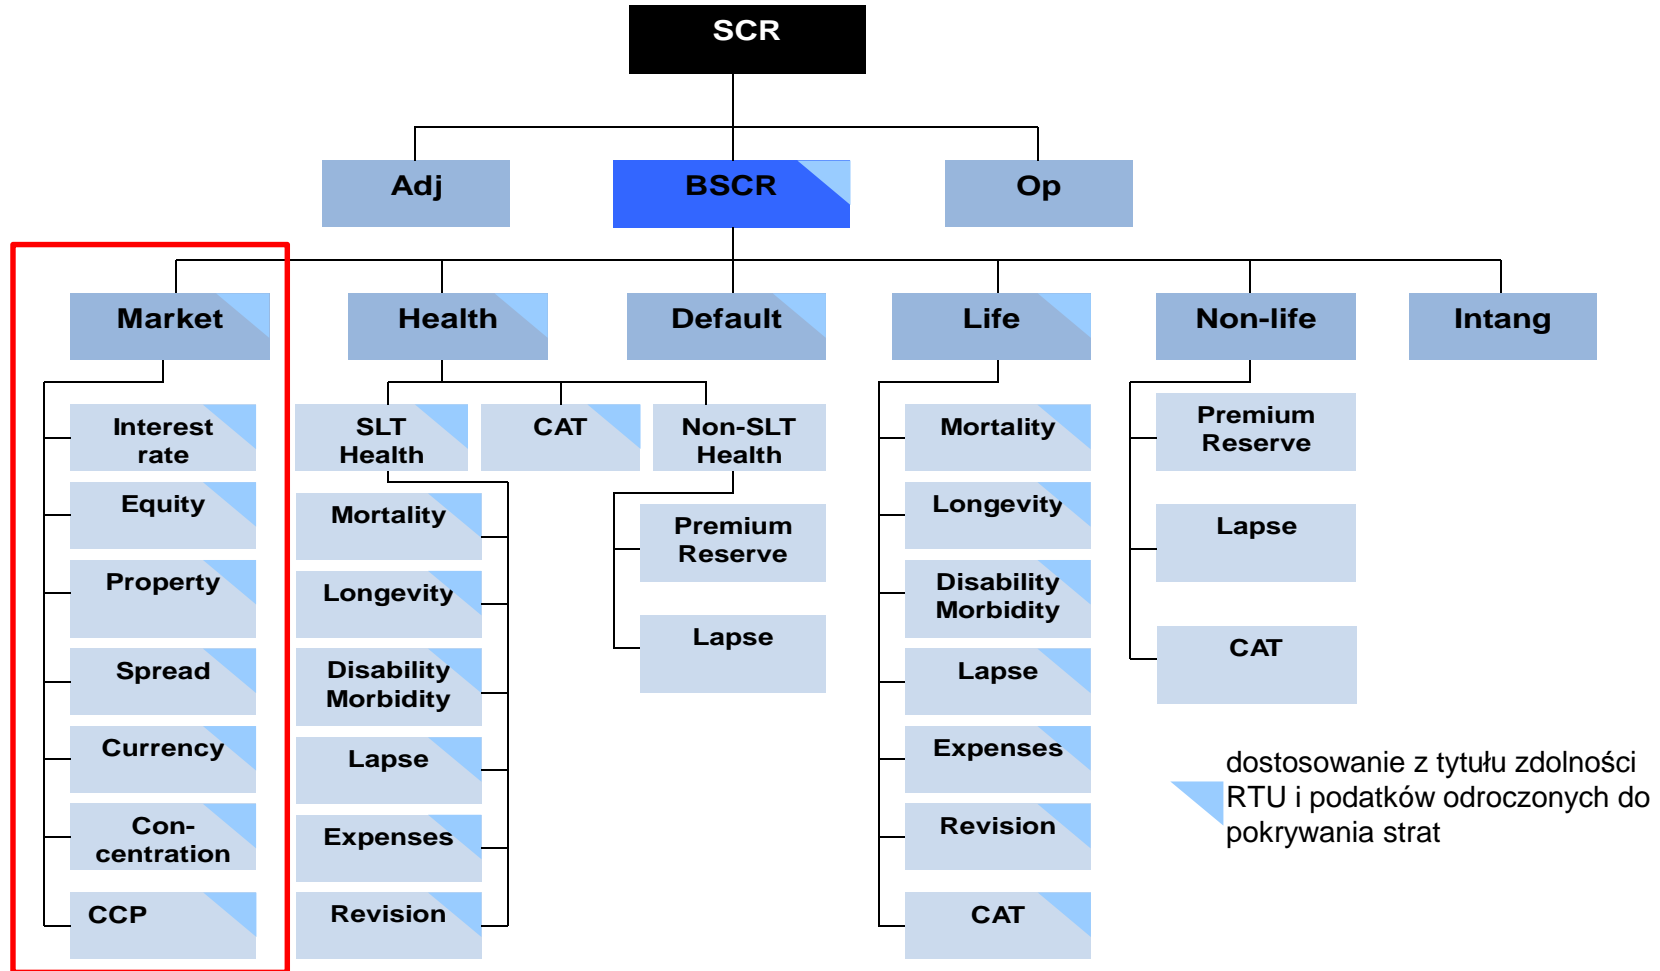 SCR
Adj
BSCR
Op
Market
Health
Default
Life
Non-life
Intang
Interest
rate
Equity
Property
Spread
Currency
Con-
centration
CCP
SLT
Health
CAT
Non-SLT
Health
Mortality
Longevity
Disability
Morbidity
Lapse
Expenses
Revision
Premium
Reserve
Lapse
Mortality
Longevity
Disability
Morbidity
Lapse
Expenses
Revision
CAT
Premium
Reserve
Lapse
CAT
dostosowanie z tytułu zdolności
RTU i podatków odroczonych do
pokrywania strat